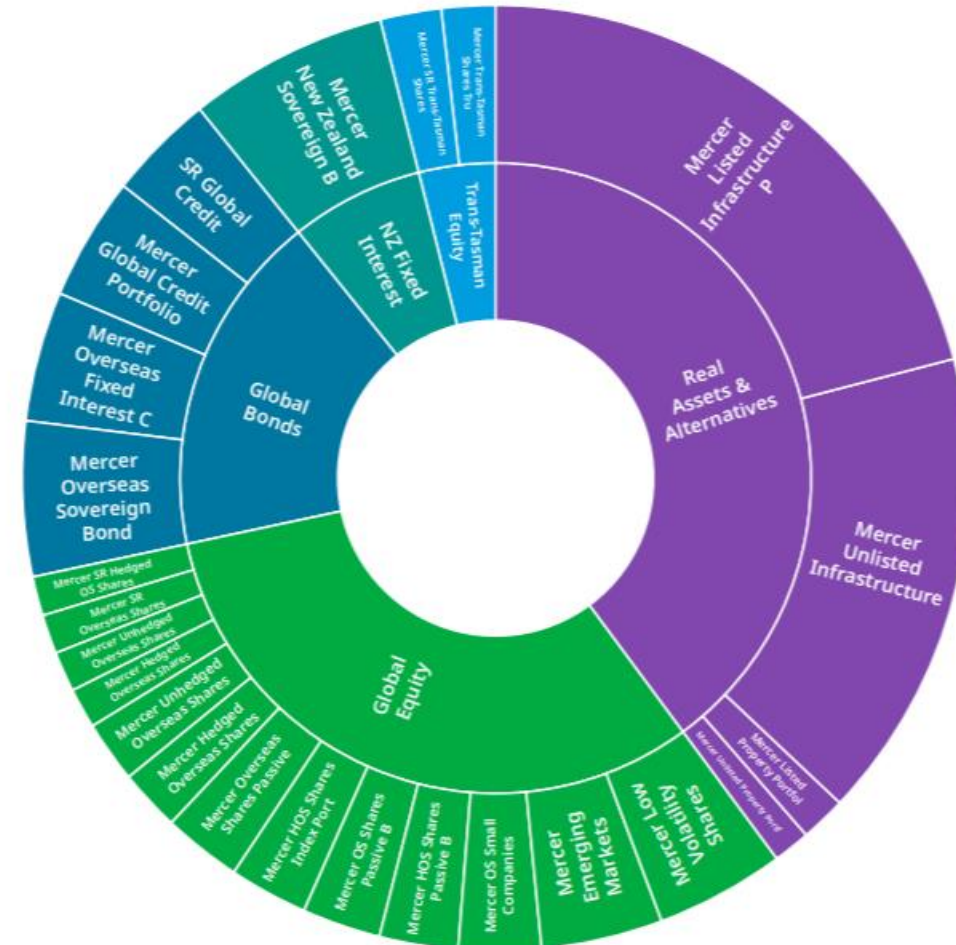 Mercer
Listed
Infrastructure
P
Mercer
Unlisted
Infrastructure
Mercer Listed
Property Portfol
Mercer Unlisted Property Portf
Mercer Low
Volatility
Shares
Mercer
Emerging
Markets
Mercer OS Small
Companies
Mercer HOS Shares
Passive B
Mercer OS Shares
Passive B
Mercer HOS Shares
Index Port
Mercer Overseas
Shares Passive
Mercer Hedged
Overseas Shares
Mercer Unhedged
Overseas Shares
Mercer Hedged
Overseas Shares
Mercer Unhedged
Overseas Shares
Mercer SR
Overseas Shares
Mercer SR Hedged
OS Shares
Mercer
Overseas
Sovereign
Bond
Mercer
Overseas
Fixed
Interest C
Mercer
Global Credit
Portfolio
SR Global
Credit
Mercer
New Zealand
Sovereign B
Mercer SR Trans-Tasman
Shares
Mercer Trans-Tasman
Shares Tru
Real
Assets &
Alternatives
Global
Equity
Global
Bonds
NZ Fixed
Interest
Trans-Tasman
Equity